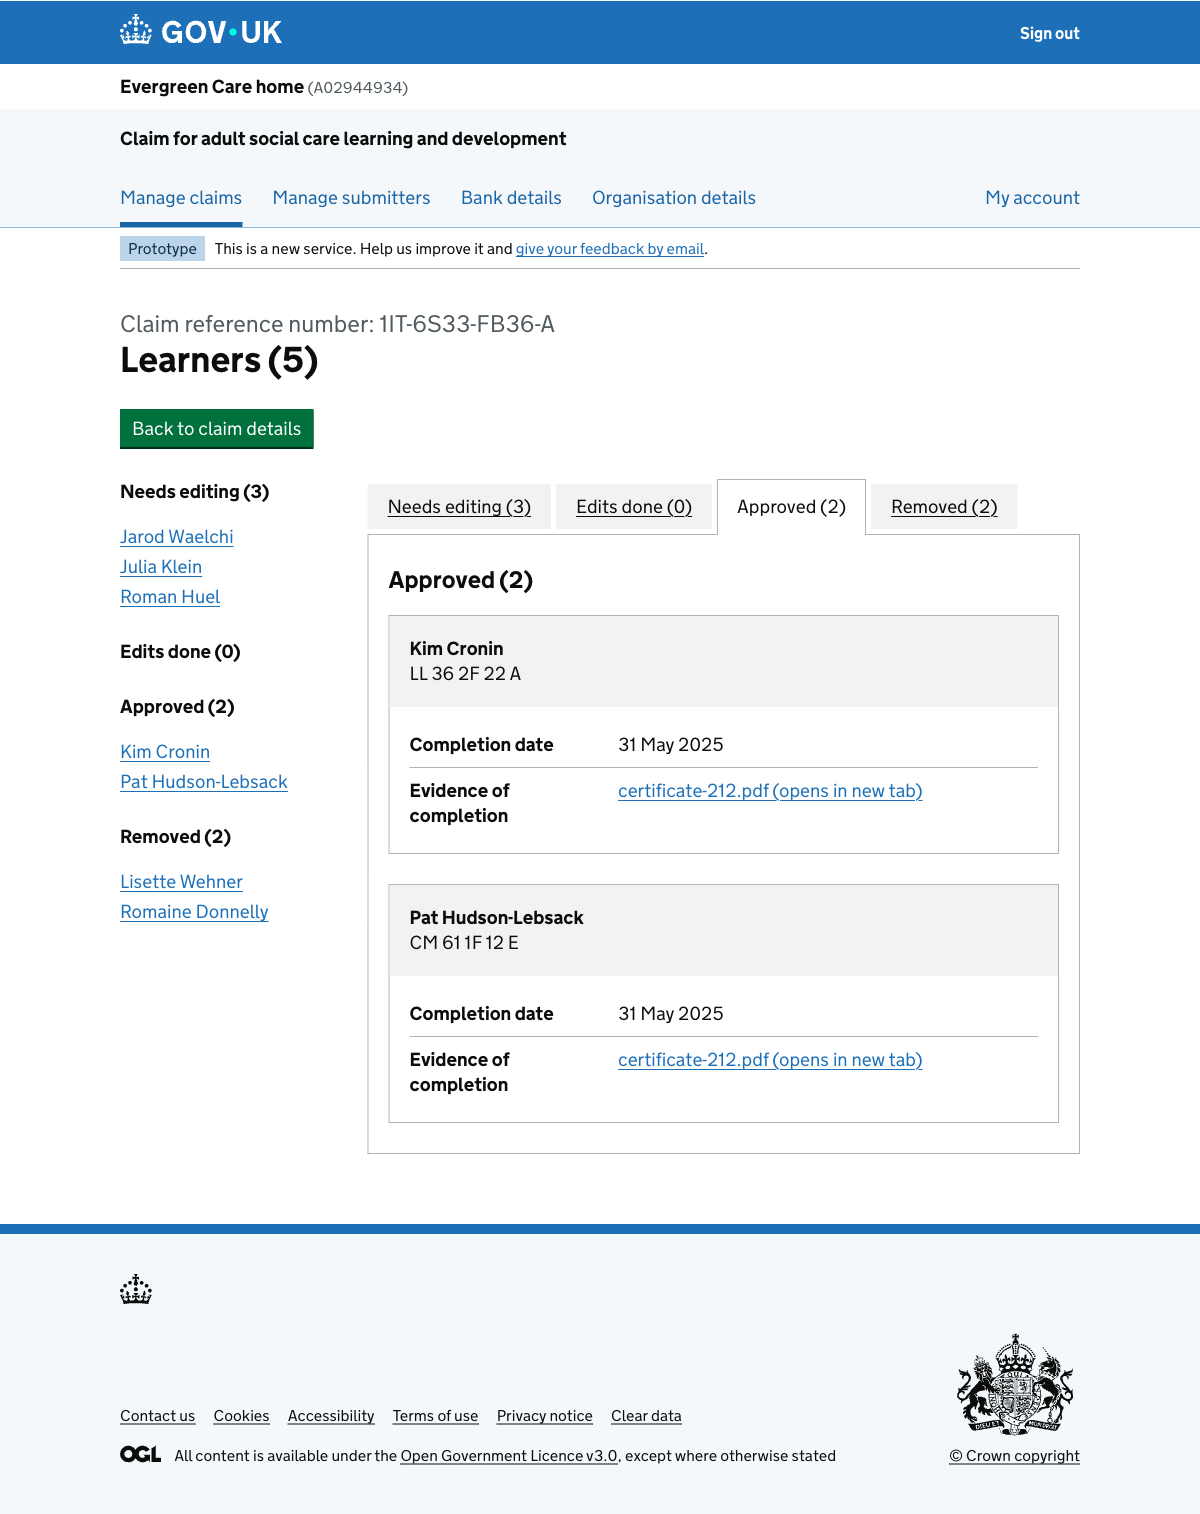 GOV·UK
Sign out
Evergreen Care home (A02944934)
Claim for adult social care learning and development
Manage claims Manage submitters Bank details Organisation details My account
Prototype This is a new service. Help us improve it and give your feedback by email.
Claim reference number: 1IT-6S33-FB36-A
Learners (5)
Back to claim details
Needs editing (3)
Jarod Waelchi
Julia Klein
Roman Huel
Edits done (0)
Approved (2)
Kim Cronin
Pat Hudson-Lebsack
Removed (2)
Lisette Wehner
Romaine Donnelly
Needs editing (3) Edits done (0) Approved (2) Removed (2)
Approved (2)
Kim Cronin
LL 36 2F 22 A
Completion date 31 May 2025
Evidence of certificate-212.pdf (opens in new tab)
completion
Pat Hudson-Lebsack
CM 61 1F 12 E
Completion date 31 May 2025
Evidence of certificate-212.pdf (opens in new tab)
completion
Contact us Cookies Accessibility Terms of use Privacy notice Clear data
OGL All content is available under the Open Government Licence v3.0, except where otherwise stated
© Crown copyright